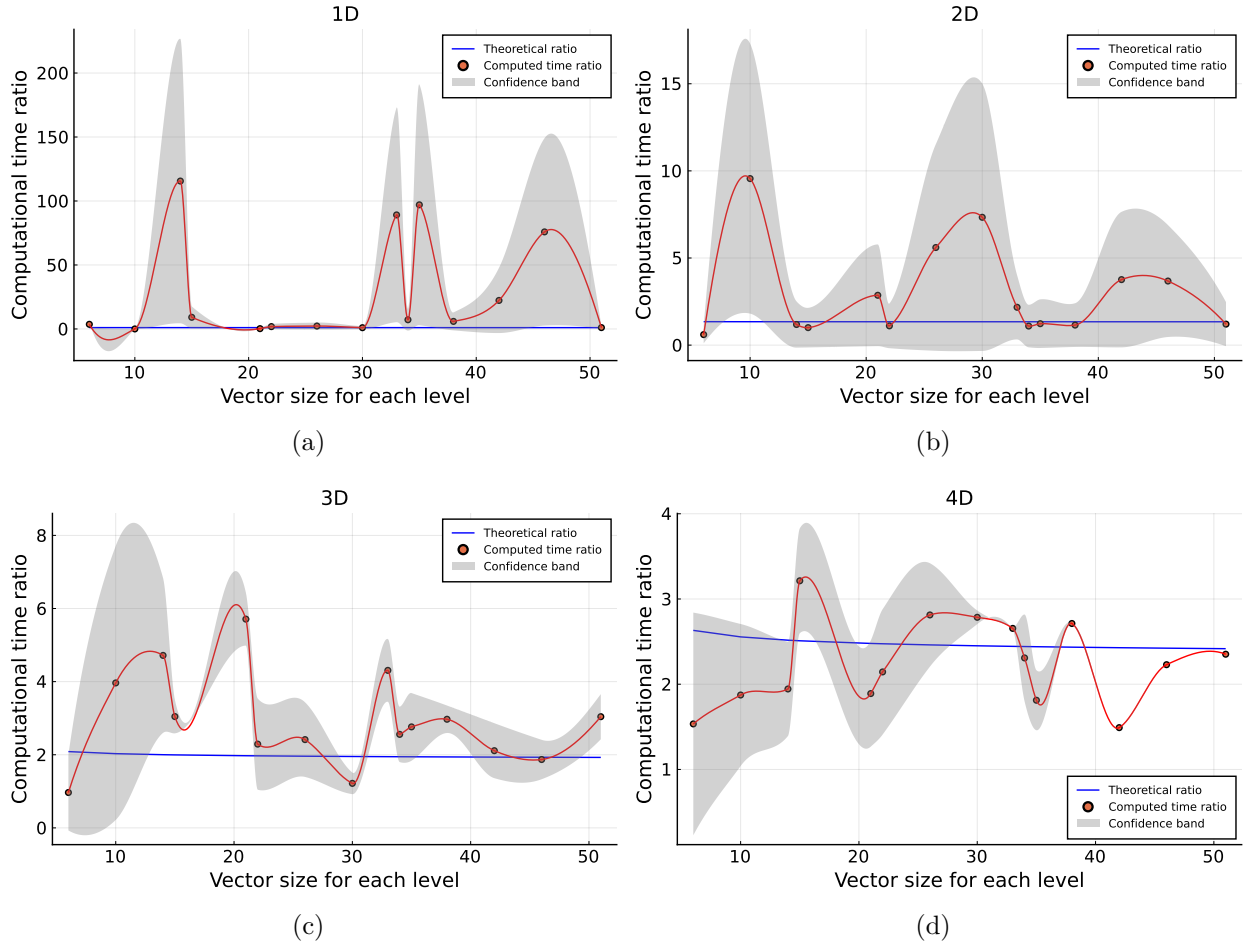 1D
Computational time ratio
200
150
100
50
0
10
20
30
40
50
Vector size for each level
Theoretical ratio
Computed time ratio
Confidence band
(a)
2D
Computational time ratio
15
10
5
0
10
20
30
40
50
Vector size for each level
Theoretical ratio
Computed time ratio
Confidence band
(b)
3D
Computational time ratio
8
6
4
2
0
10
20
30
40
50
Vector size for each level
Theoretical ratio
Computed time ratio
Confidence band
(c)
4D
Computational time ratio
4
3
2
1
10
20
30
40
50
Vector size for each level
Theoretical ratio
Computed time ratio
Confidence band
(d)